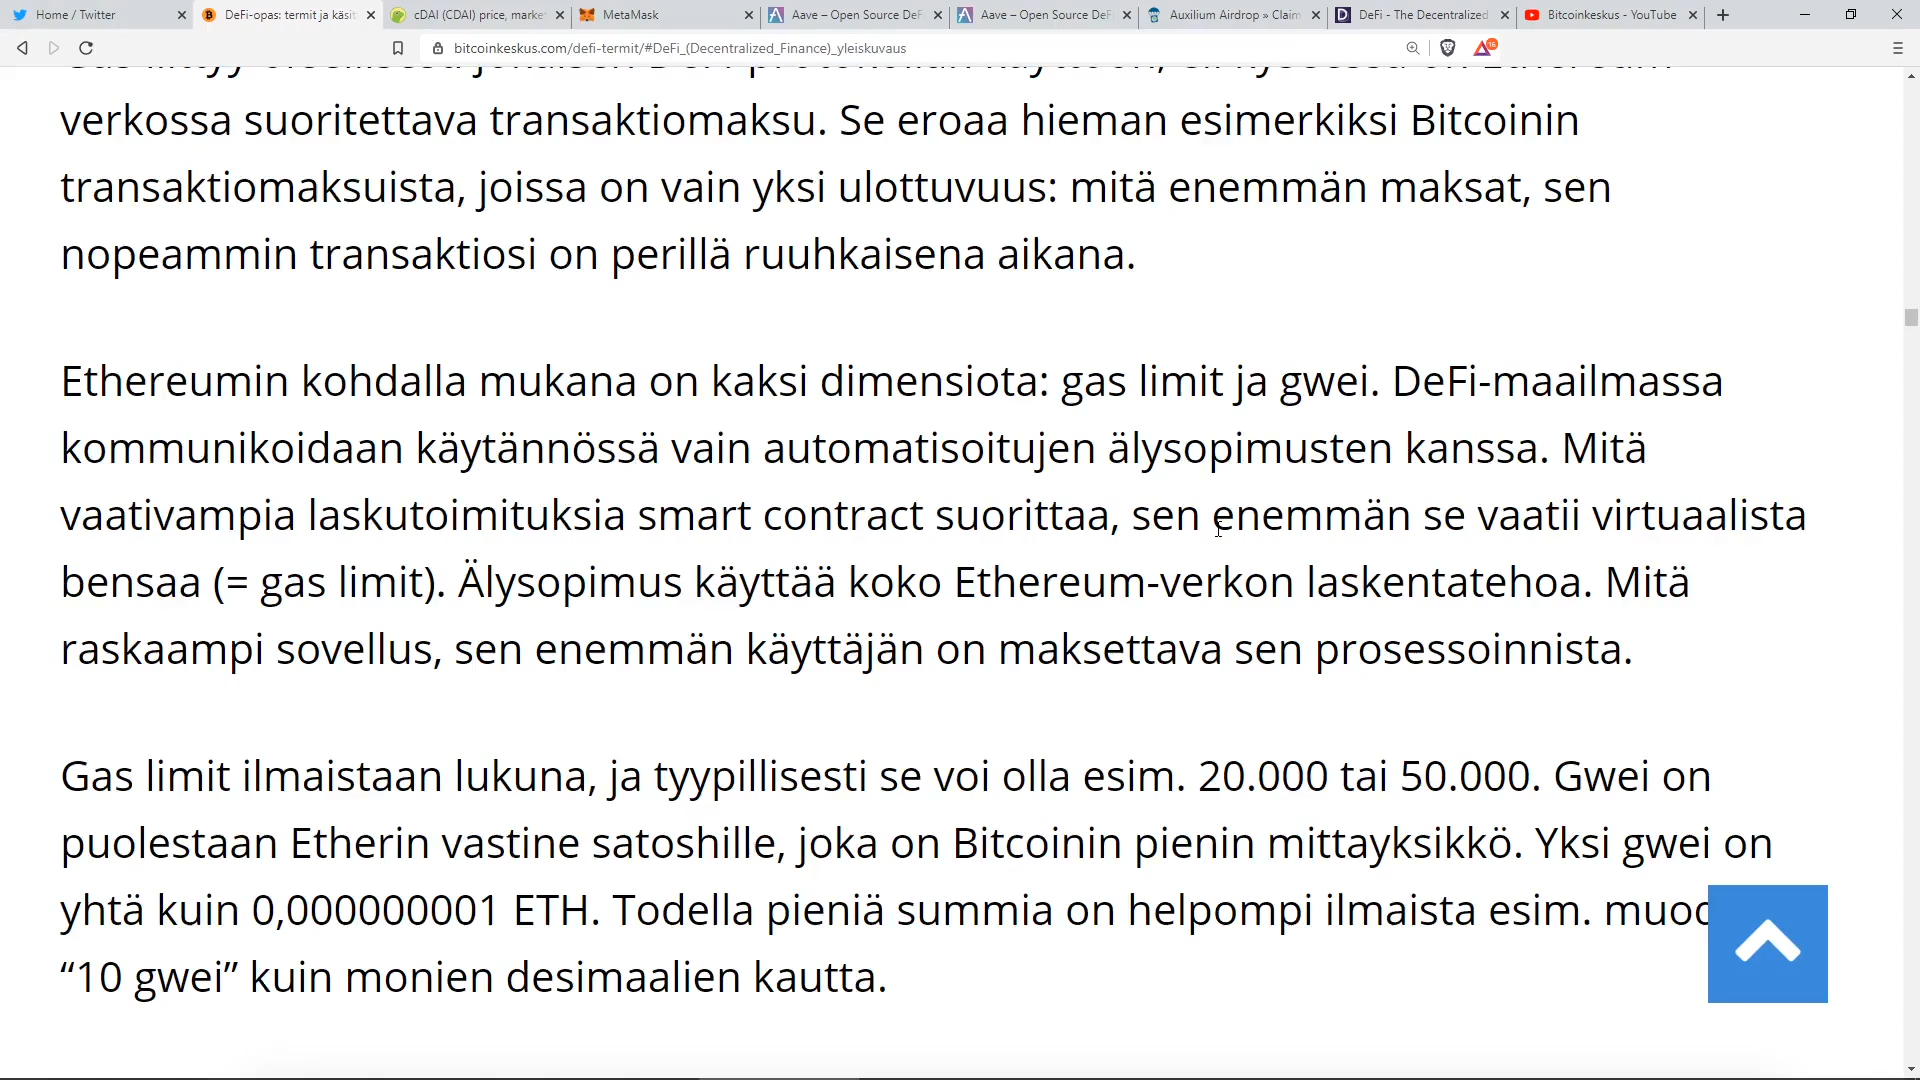 Home / Twitter
DeFi-opas: termit ja käsit
cDAI (CDAI) price, marke
MetaMask
Aave – Open Source DeF
Aave – Open Source DeF
Auxilium Airdrop » Claim
DeFi - The Decentralized
Bitcoinkeskus - YouTube
bitcoinkeskus.com/defi-termit/#DeFi_(Decentralized_Finance)_yleiskuvaus
16
verkossa suoritettava transaktiomaksu. Se eroaa hieman esimerkiksi Bitcoinin
transaktiomaksuista, joissa on vain yksi ulottuvuus: mitä enemmän maksat, sen
nopeammin transaktiosi on perillä ruuhkaisena aikana.
Ethereumin kohdalla mukana on kaksi dimensiota: gas limit ja gwei. DeFi-maailmassa
kommunikoidaan käytännössä vain automatisoitujen älysopimusten kanssa. Mitä
vaativampia laskutoimituksia smart contract suorittaa, sen enemmän se vaatii virtuaalista
bensaa (= gas limit). Älysopimus käyttää koko Ethereum-verkon laskentatehoa. Mitä
raskaampi sovellus, sen enemmän käyttäjän on maksettava sen prosessoinnista.
Gas limit ilmaistaan lukuna, ja tyypillisesti se voi olla esim. 20.000 tai 50.000. Gwei on
puolestaan Etherin vastine satoshille, joka on Bitcoinin pienin mittayksikkö. Yksi gwei on
yhtä kuin 0,000000001 ETH. Todella pieniä summia on helpompi ilmaista esim.
“10 gwei” kuin monien desimaalien kautta.